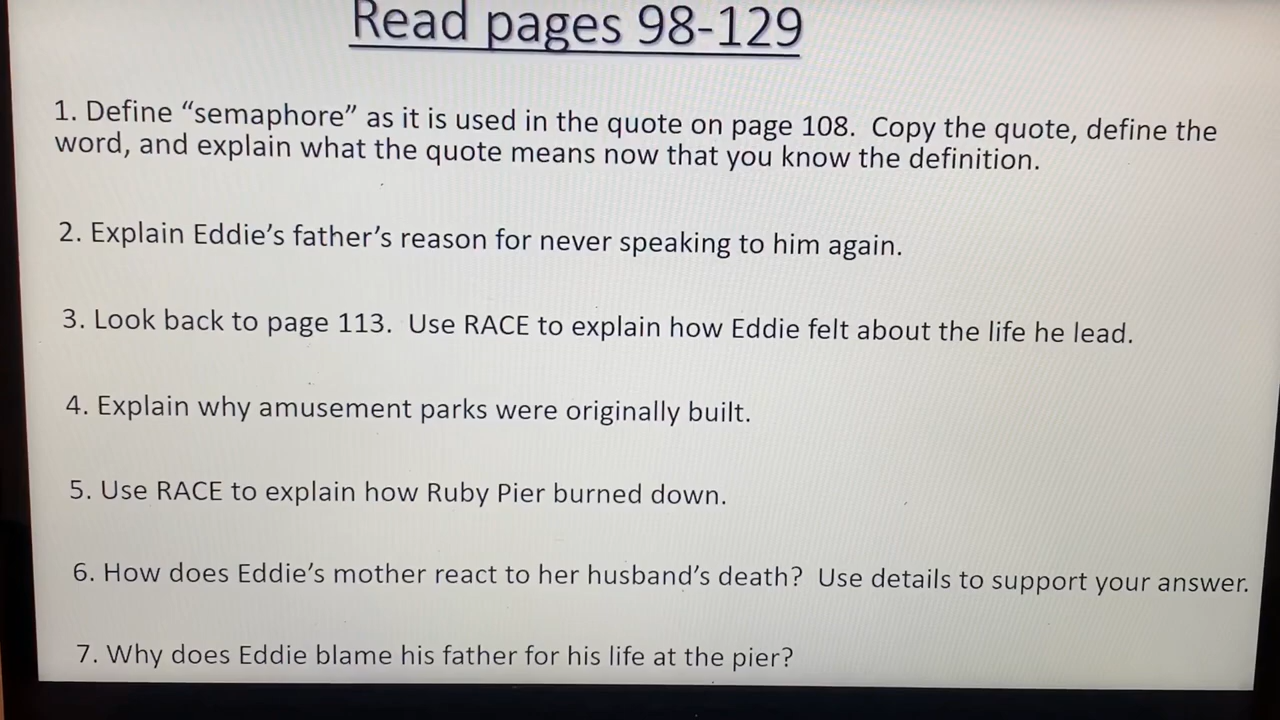 Read pages 98-129
1. Define “semaphore” as it is used in the quote on page 108.  Copy the quote, define the
word, and explain what the quote means now that you know the definition.
2. Explain Eddie’s father’s reason for never speaking to him again.
3. Look back to page 113.  Use RACE to explain how Eddie felt about the life he lead.
4. Explain why amusement parks were originally built.
5. Use RACE to explain how Ruby Pier burned down.
6. How does Eddie’s mother react to her husband’s death?  Use details to support your answer.
7. Why does Eddie blame his father for his life at the pier?